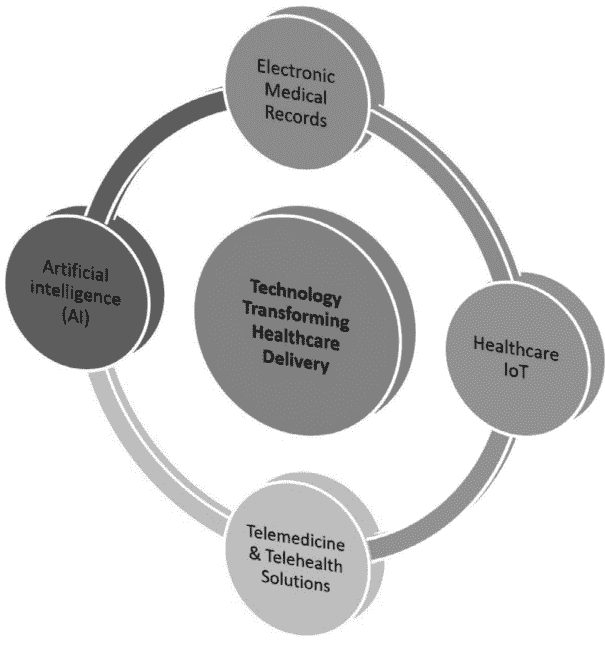 Electronic
Medical
Records
Artificial
intelligence
(AI)
Technology
Transforming
Healthcare
Delivery
Healthcare
IoT
Telemedicine
& Telehealth
Solutions